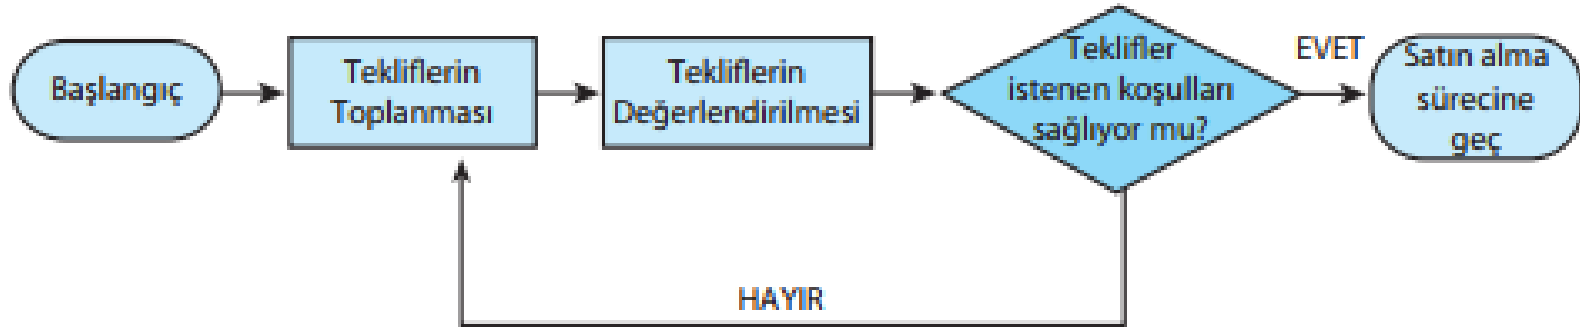 Başlangıç
Tekliflerin
Toplanması
Tekliflerin
Değerlendirilmesi
Teklifler
istenen koşulları
sağlıyor mu?
EVET
Satın alma
sürecine
geç
HAYIR